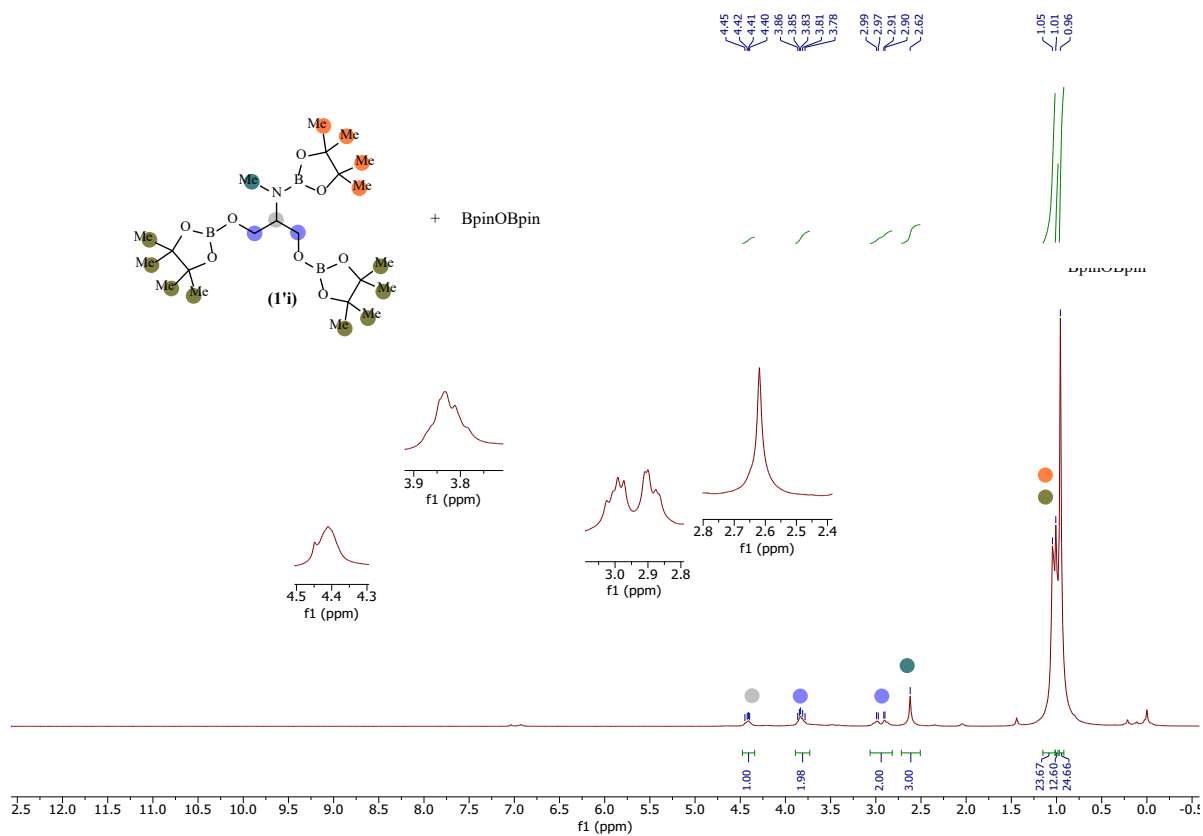 4.45
4.42
4.41
4.40
3.86
3.85
3.83
3.81
3.78
2.99
2.97
2.91
2.90
2.62
1.05
1.01
0.96
Me
Me
O
Me
Me
N
B
O
Me
O
B
O
O
Me
Me
Me
Me
O
B
O
O
Me
Me
Me
Me
(1'i)
+ BpinOBpin
BpinOBpin
3.9 3.8
f1 (ppm)
2.8 2.7 2.6 2.5 2.4
f1 (ppm)
3.0 2.9 2.8
f1 (ppm)
4.5 4.4 4.3
f1 (ppm)
1.00
1.98
2.00
3.00
23.67
12.60
24.66
2.5 12.0 11.5 11.0 10.5 10.0 9.5 9.0 8.5 8.0 7.5 7.0 6.5 6.0 5.5 5.0 4.5 4.0 3.5 3.0 2.5 2.0 1.5 1.0 0.5 0.0 -0.5
f1 (ppm)